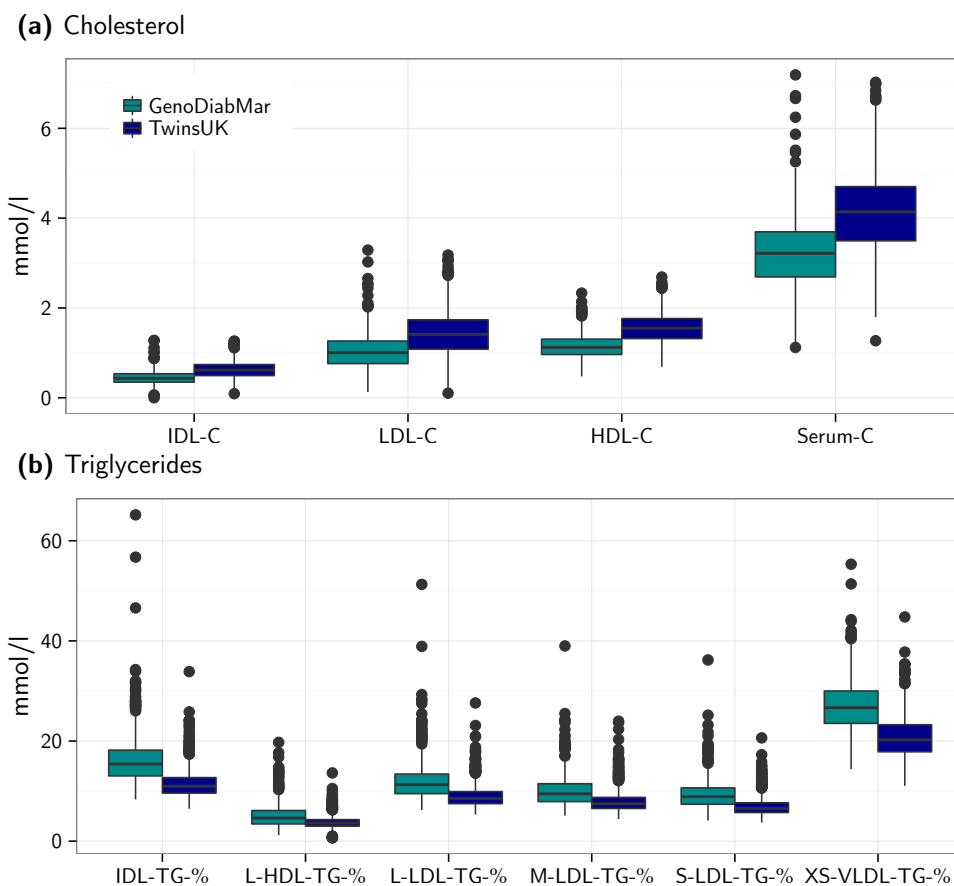 (a) Cholesterol
GenoDiabMar
TwinsUK
mmol/l
6
4
2
0
IDL-C LDL-C HDL-C Serum-C
(b) Triglycerides
mmol/l
60
40
20
0
IDL-TG-% L-HDL-TG-% L-LDL-TG-% M-LDL-TG-% S-LDL-TG-% XS-VLDL-TG-%